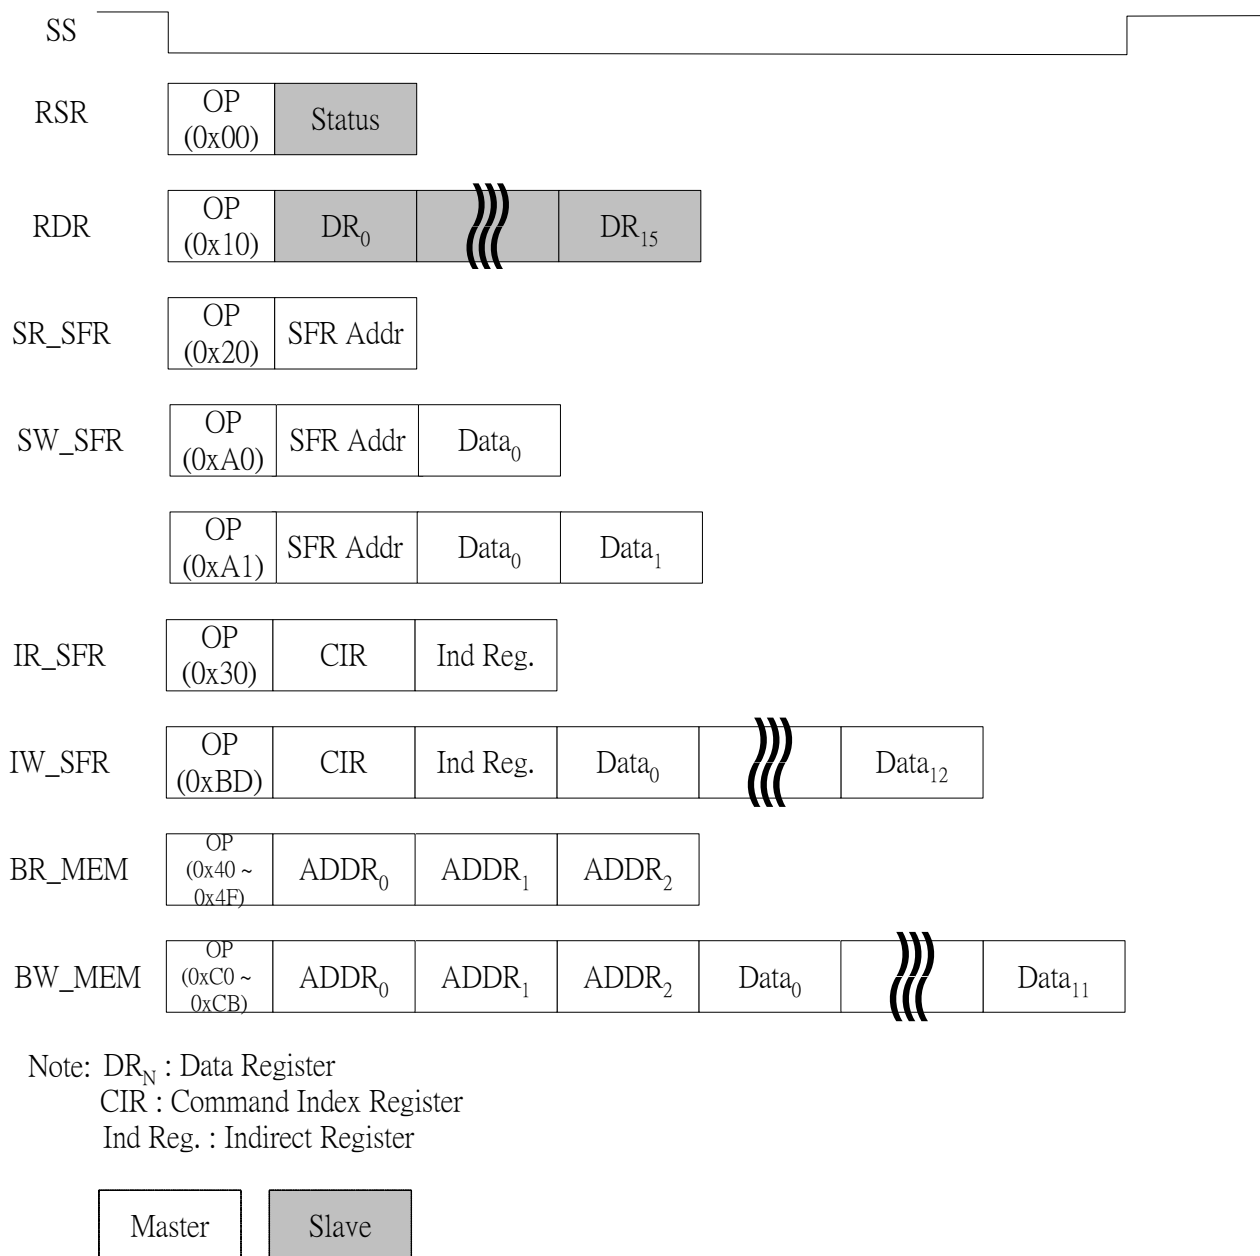 SS
RSR OP (0x00) Status
RDR OP (0x10) DR0 DR15
SR_SFR OP (0x20) SFR Addr
SW_SFR OP (0xA0) SFR Addr Data0
OP (0xA1) SFR Addr Data0 Data1
IR_SFR OP (0x30) CIR Ind Reg.
IW_SFR OP (0xBD) CIR Ind Reg. Data0 Data12
BR_MEM OP (0x40 ~ 0x4F) ADDR0 ADDR1 ADDR2
BW_MEM OP (0xC0 ~ 0xCB) ADDR0 ADDR1 ADDR2 Data0 Data11
Note: DRN : Data Register
CIR : Command Index Register
Ind Reg. : Indirect Register
Master Slave